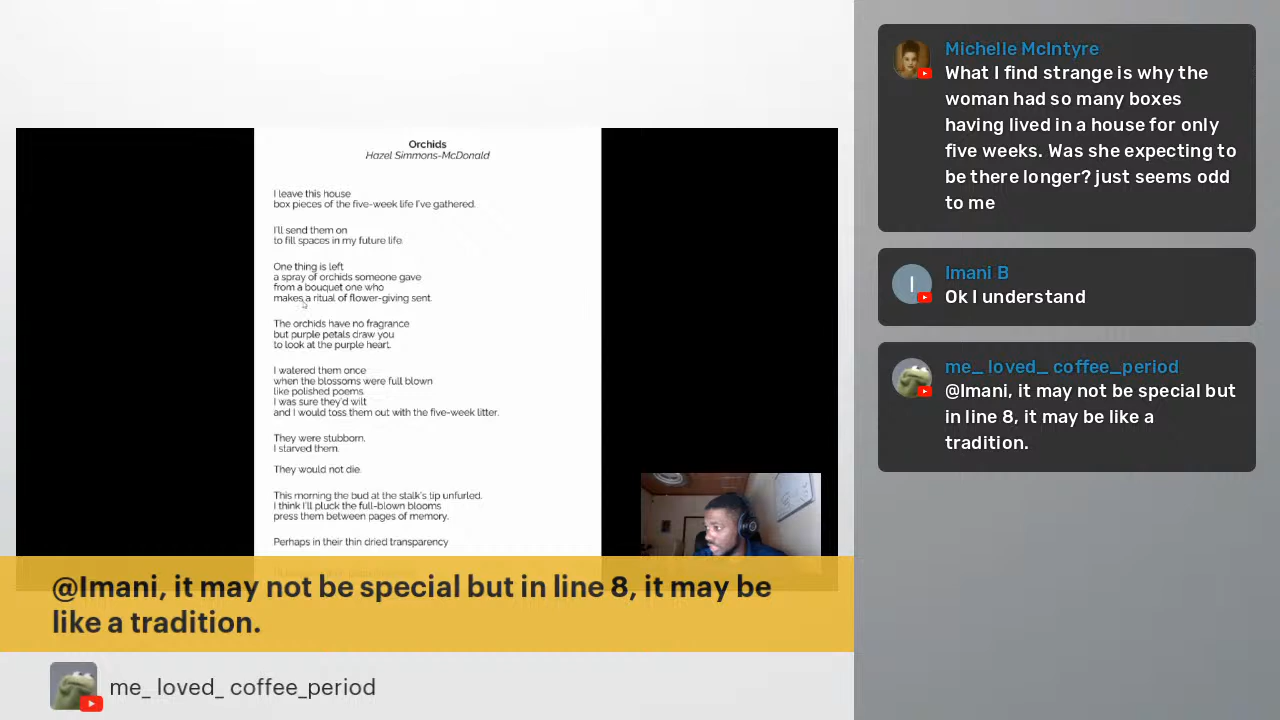 Orchids
Hazel Simmons-McDonald
I leave this house
box pieces of the five-week life I've gathered.
I'll send them on
to fill spaces in my future life.
One thing is left
a spray of orchids someone gave
from a bouquet one who
makes a ritual of flower-giving sent.
The orchids have no fragrance
but purple petals draw you
to look at the purple heart.
I watered them once
when the blossoms were full blown
like polished poems.
I was sure they'd wilt
and I would toss them out with the five-week litter.
They were stubborn.
I starved them.
They would not die.
This morning the bud at the stalk's tip unfurled.
I think I'll pluck the full-blown blooms
press them between pages of memory.
Perhaps in their thin dried transparency
@Imani, it may not be special but in line 8, it may be
like a tradition.
me_ loved_ coffee_period
Michelle McIntyre
What I find strange is why the
woman had so many boxes
having lived in a house for only
five weeks. Was she expecting to
be there longer? just seems odd
to me
I
Imani B
Ok I understand
me_ loved_ coffee_period
@Imani, it may not be special but
in line 8, it may be like a
tradition.